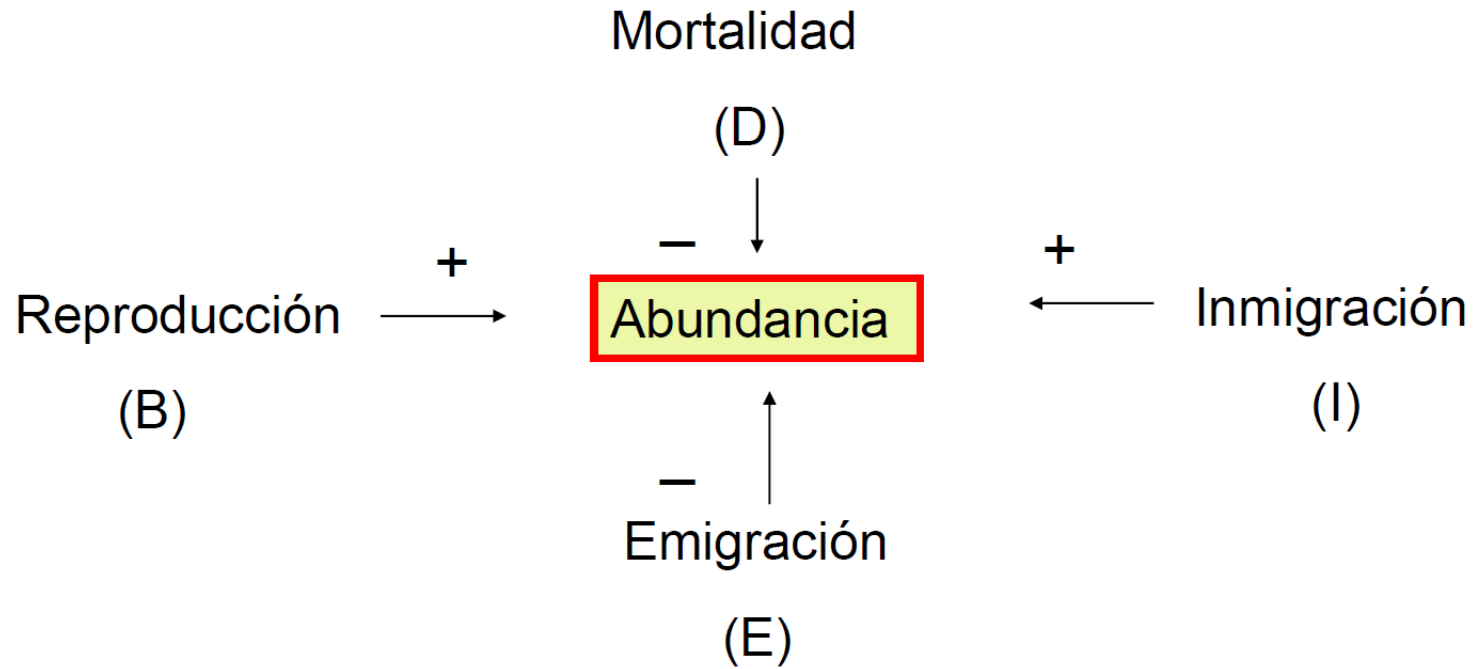 Mortalidad
(D)
–
+
+
Reproducción
Abundancia
Inmigración
(B)
(I)
–
Emigración
(E)